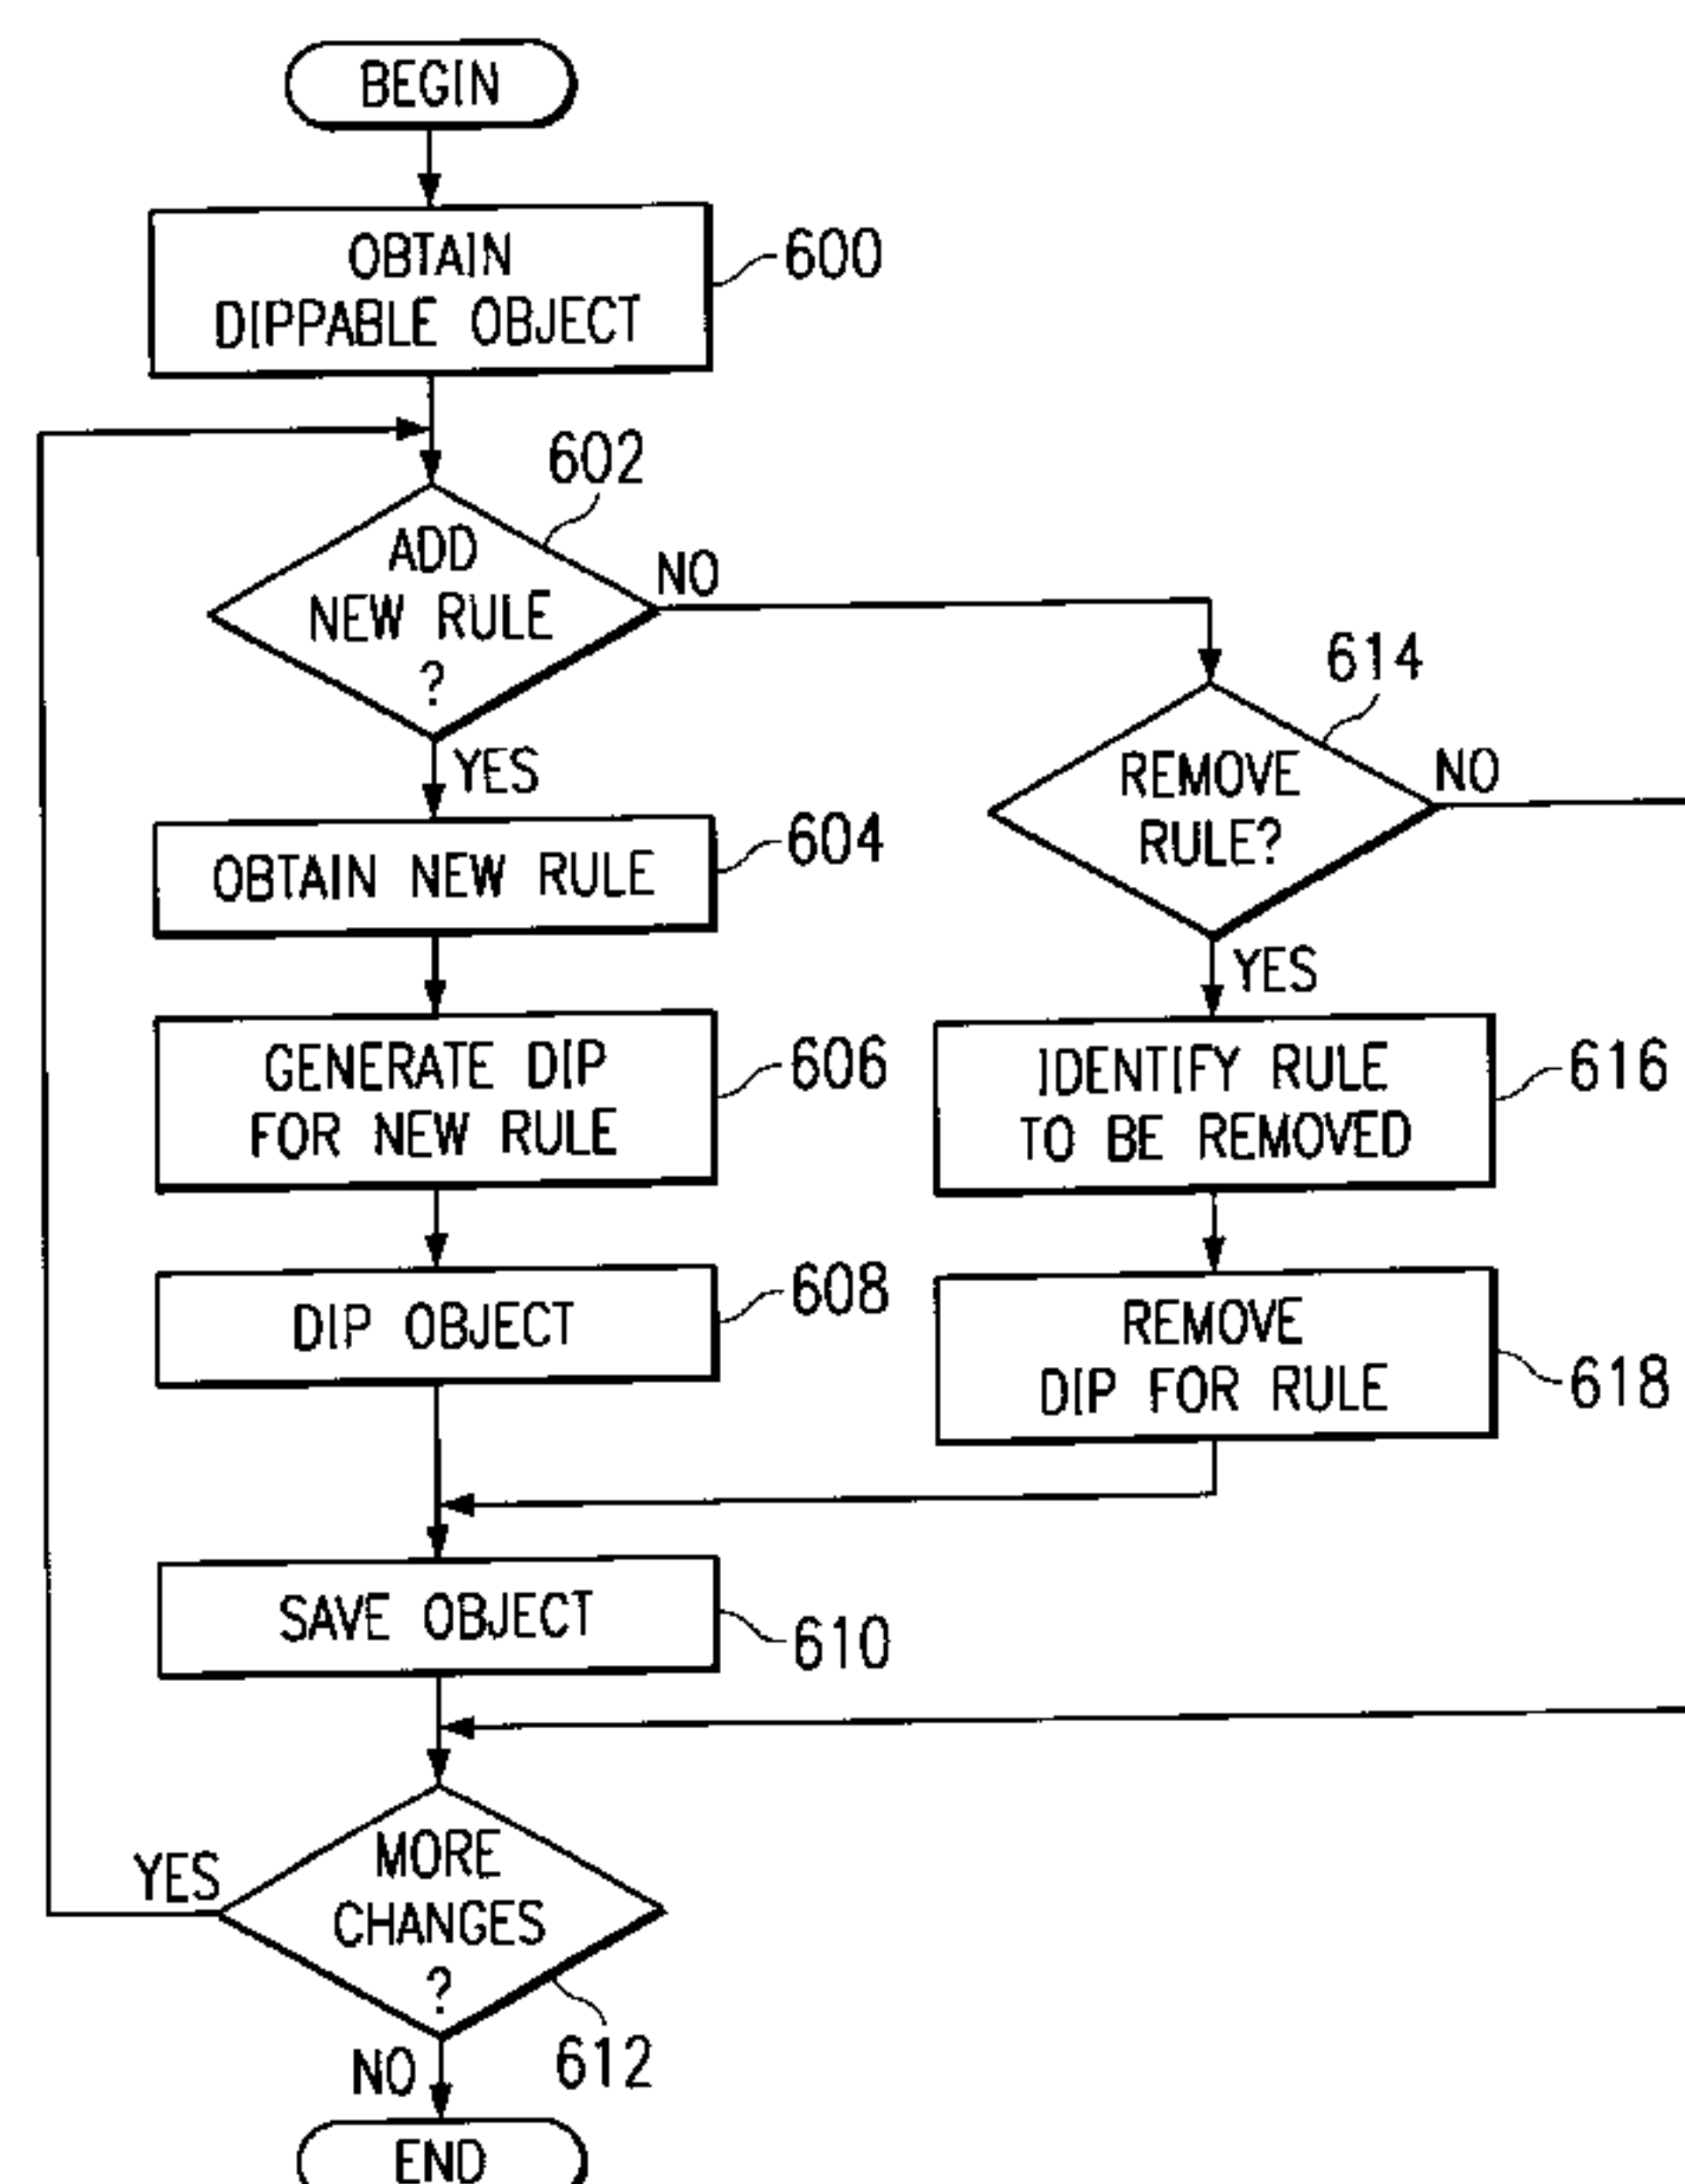 BEGIN
OBTAIN
DIPPABLE OBJECT
600
602
ADD
NEW RULE
?
NO
YES
614
REMOVE
RULE?
NO
YES
OBTAIN NEW RULE
604
GENERATE DIP
FOR NEW RULE
606
IDENTIFY RULE
TO BE REMOVED
616
DIP OBJECT
608
REMOVE
DIP FOR RULE
618
SAVE OBJECT
610
MORE
CHANGES
?
YES
612
NO
END